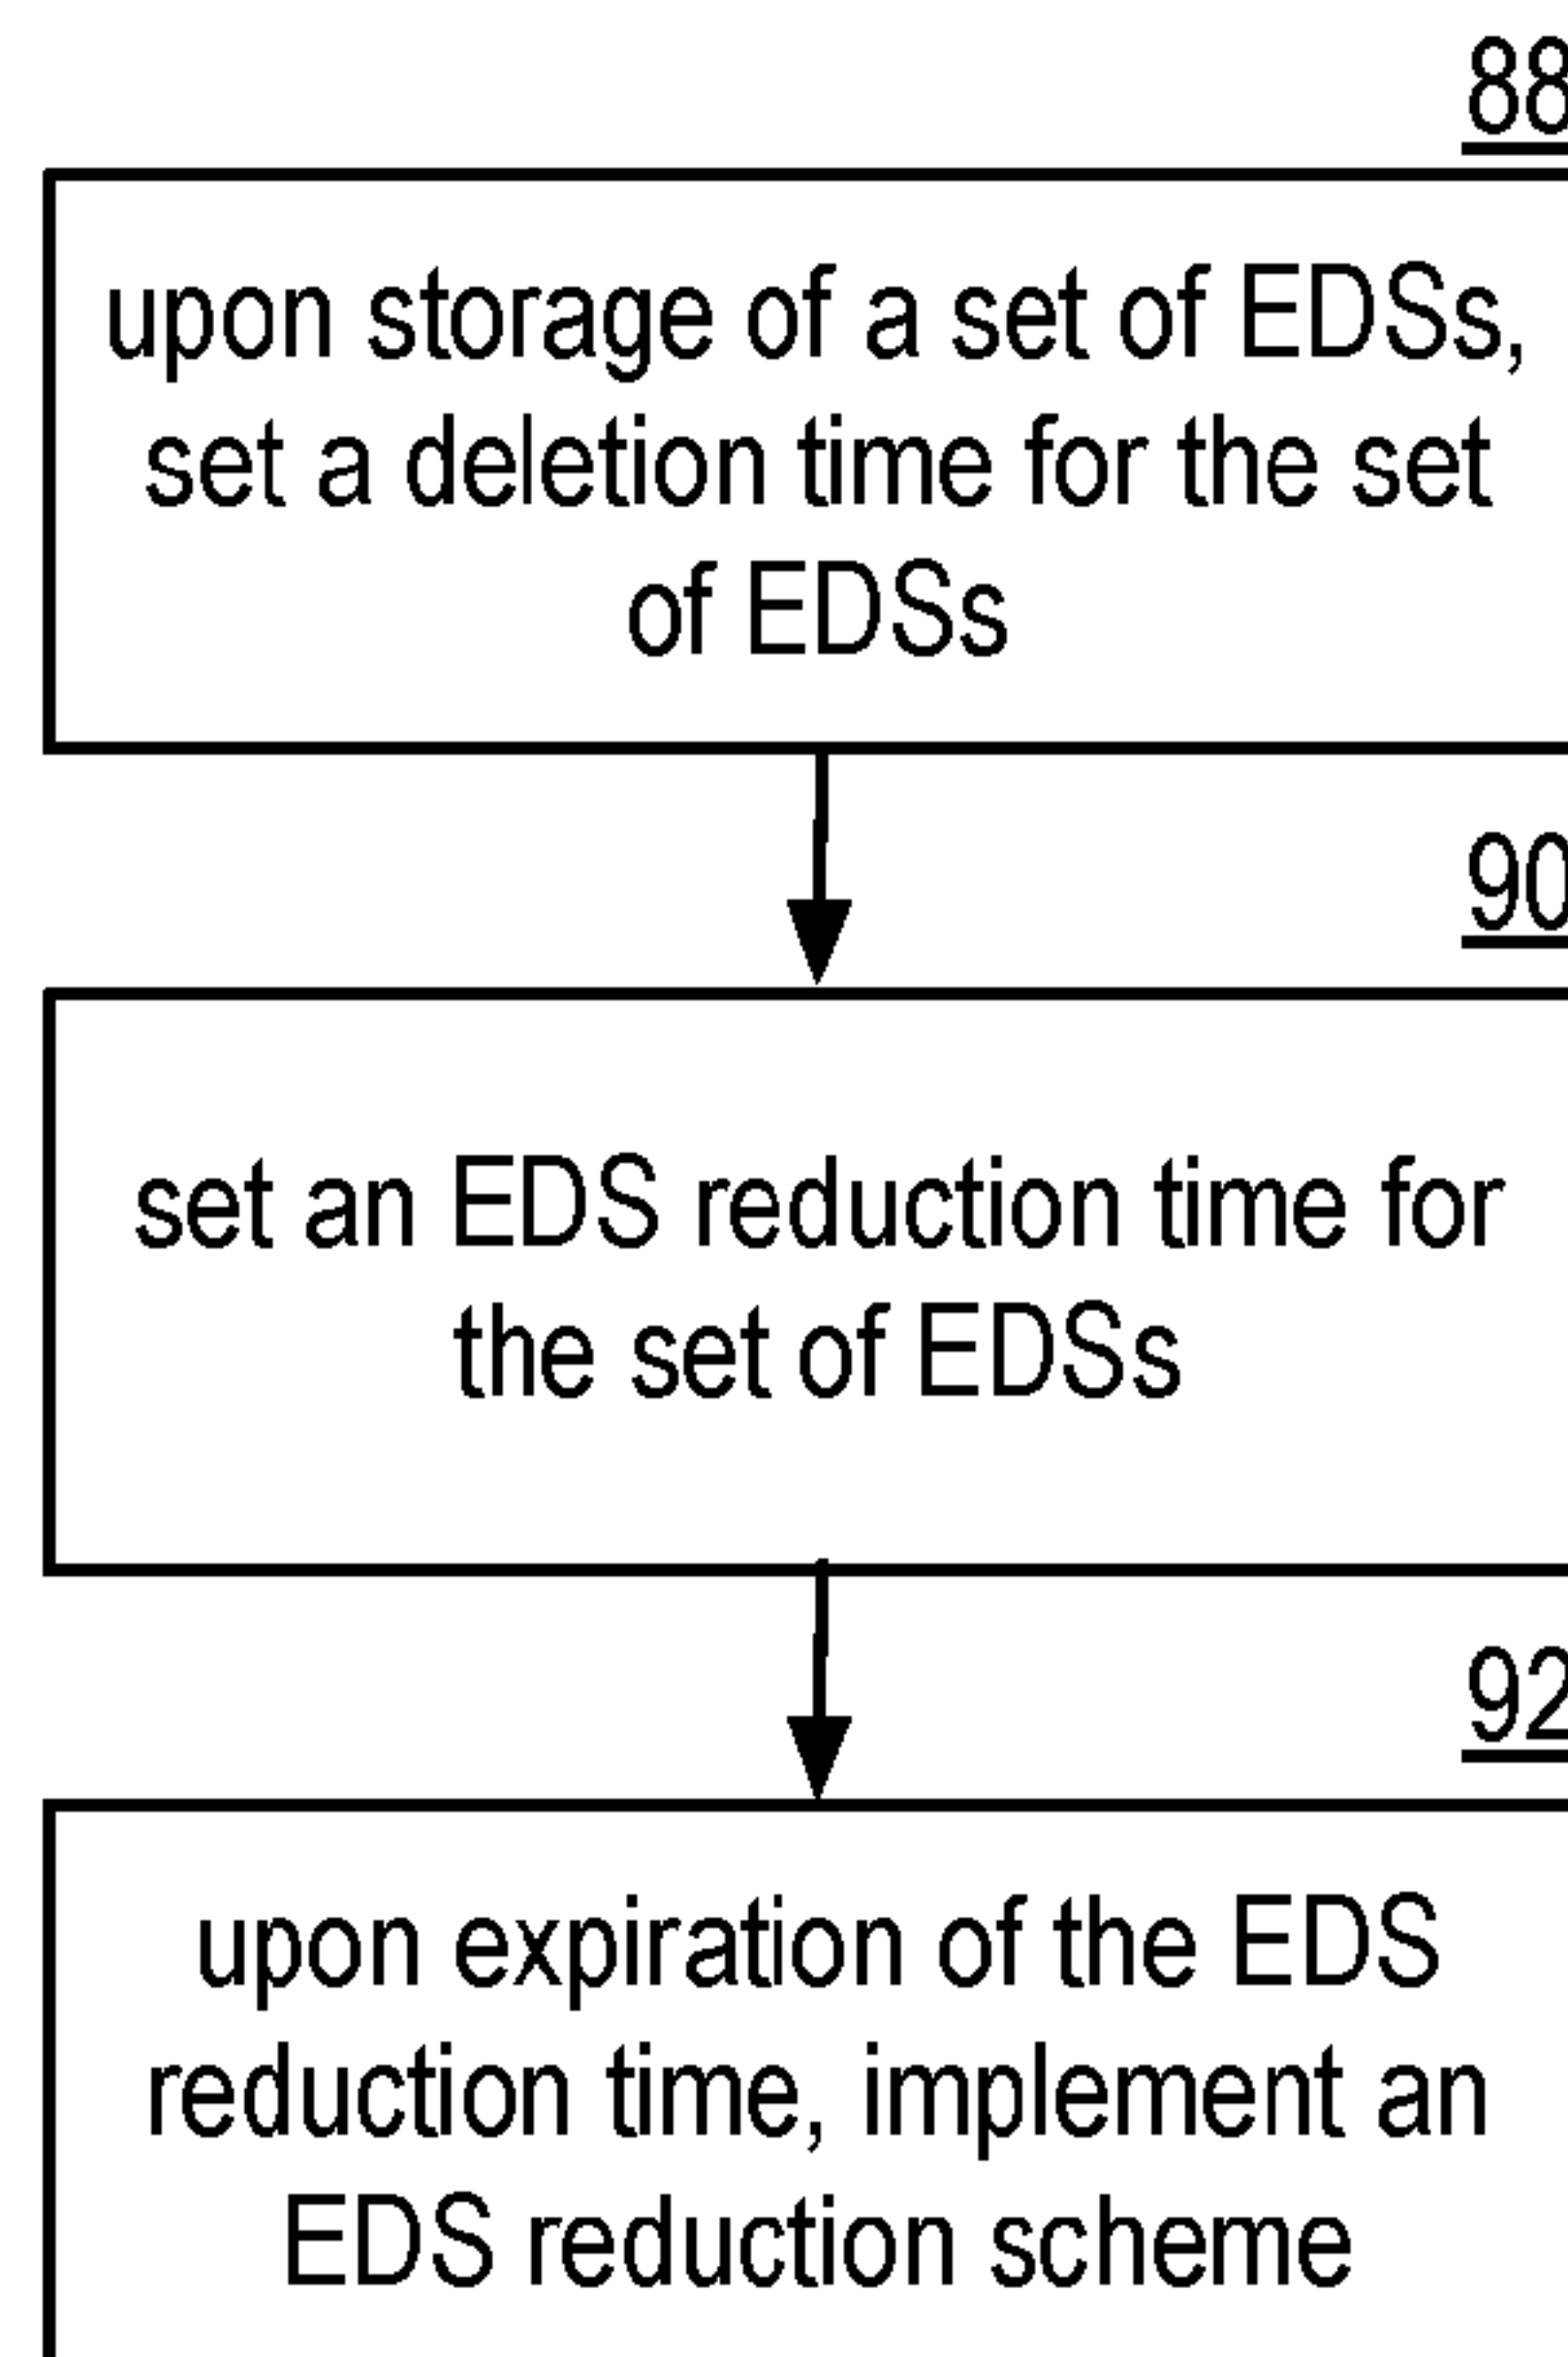 88
upon storage of a set of EDSs,
set a deletion time for the set
of EDSs
90
set an EDS reduction time for
the set of EDSs
92
upon expiration of the EDS
reduction time, implement an
EDS reduction scheme